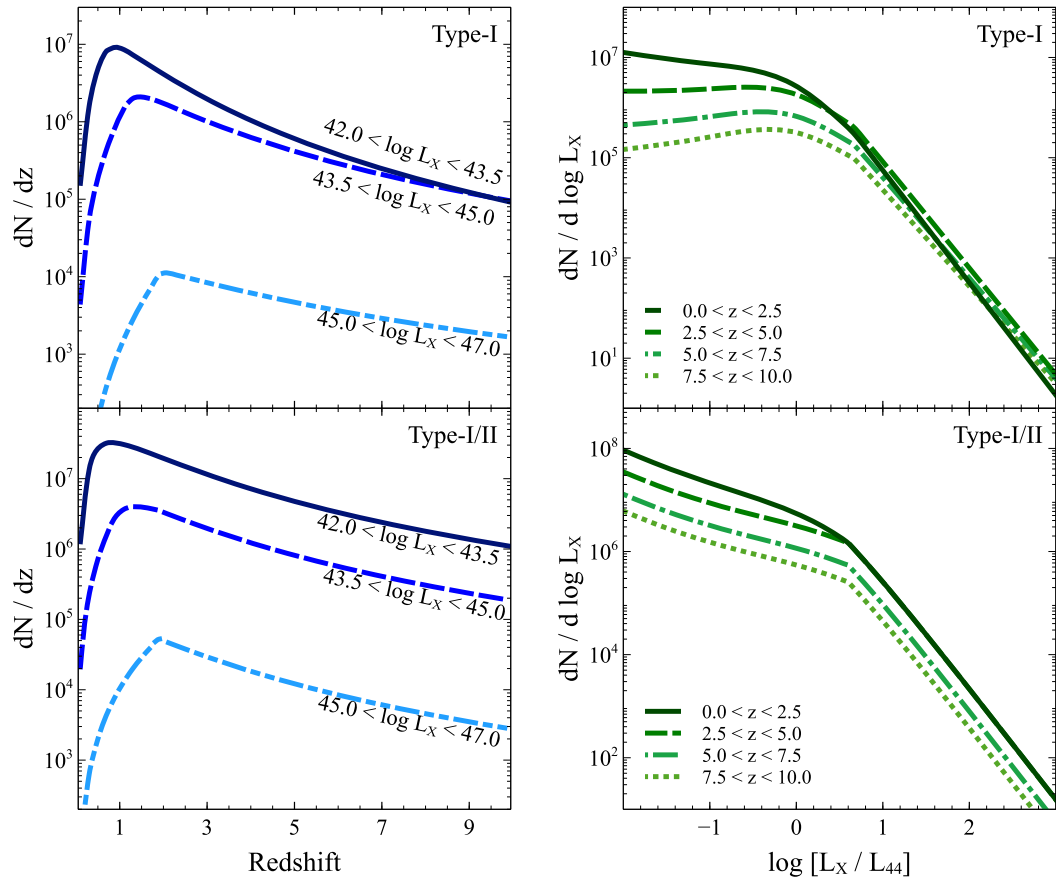 Type-I
10^7
10^6
10^5
10^4
10^3
dN / dz
42.0 < log L_X < 43.5
43.5 < log L_X < 45.0
45.0 < log L_X < 47.0
Type-I
10^7
10^5
10^3
10^1
dN / d log L_X
0.0 < z < 2.5
2.5 < z < 5.0
5.0 < z < 7.5
7.5 < z < 10.0
Type-I/II
10^7
10^6
10^5
10^4
10^3
dN / dz
42.0 < log L_X < 43.5
43.5 < log L_X < 45.0
45.0 < log L_X < 47.0
1 3 5 7 9
Redshift
Type-I/II
10^8
10^6
10^4
10^2
dN / d log L_X
0.0 < z < 2.5
2.5 < z < 5.0
5.0 < z < 7.5
7.5 < z < 10.0
−1 0 1 2
log [L_X / L_44]